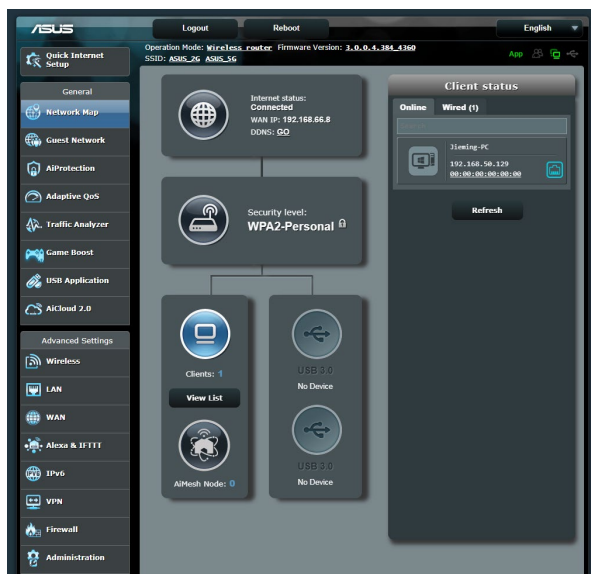 ASUS
Logout
Reboot
English
Quick Internet
Setup
Operation Mode: Wireless router Firmware Version: 3.0.0.4.384_4360
SSID: ASUS_2G ASUS_5G
App
General
Network Map
Guest Network
AiProtection
Adaptive QoS
Traffic Analyzer
Game Boost
USB Application
AiCloud 2.0
Advanced Settings
Wireless
LAN
WAN
Alexa & IFTTT
IPv6
VPN
Firewall
Administration
Internet status:
Connected
WAN IP: 192.168.66.8
DDNS: GO
Security level:
WPA2-Personal
Clients: 1
View List
AiMesh Node: 0
USB 3.0
No Device
USB 3.0
No Device
Client status
Online
Wired (1)
Jieming-PC
192.168.50.129
00:00:00:00:00:00
Refresh